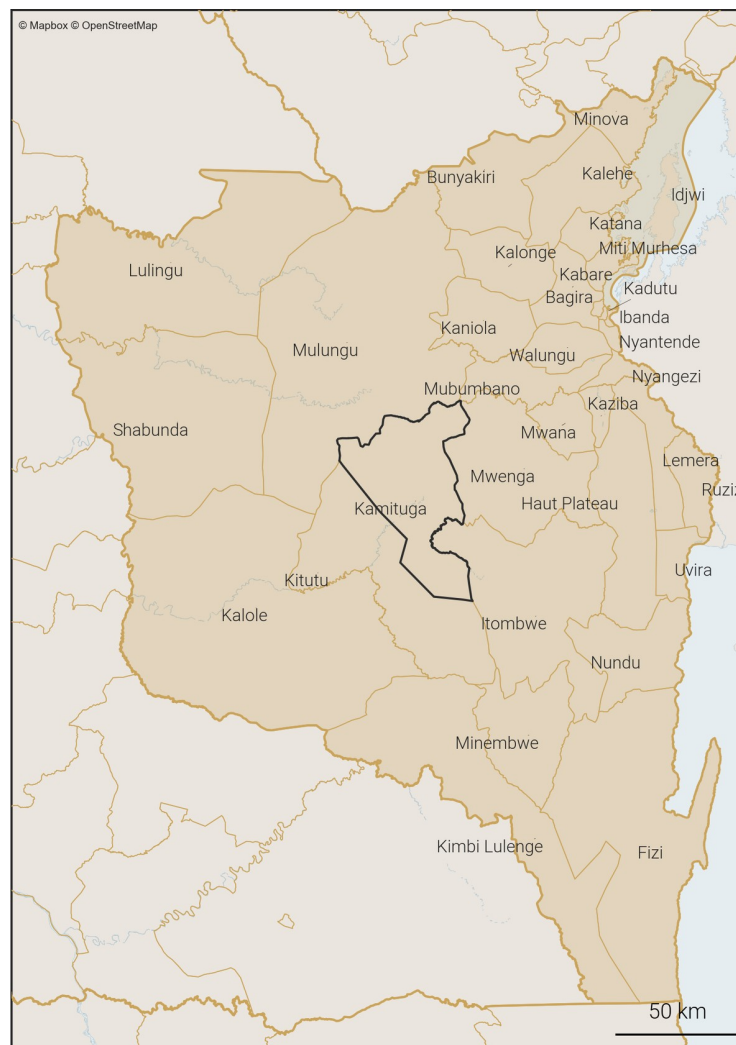 © Mapbox © OpenStreetMap
Minova
Bunyakiri
Kalehe
Idjwi
Katana
Kalonge
Miti Murhesa
Lulingu
Kabare
Kadutu
Bagira
Ibanda
Kaniola
Nyantende
Mulungu
Walungu
Nyangezi
Mubumbano
Kaziba
Shabunda
Mwana
Lemera
Mwenga
Ruziz
Haut Plateau
Kamituga
Uvira
Kitutu
Kalole
Itombwe
Nundu
Minembwe
Kimbi Lulenge
Fizi
50 km